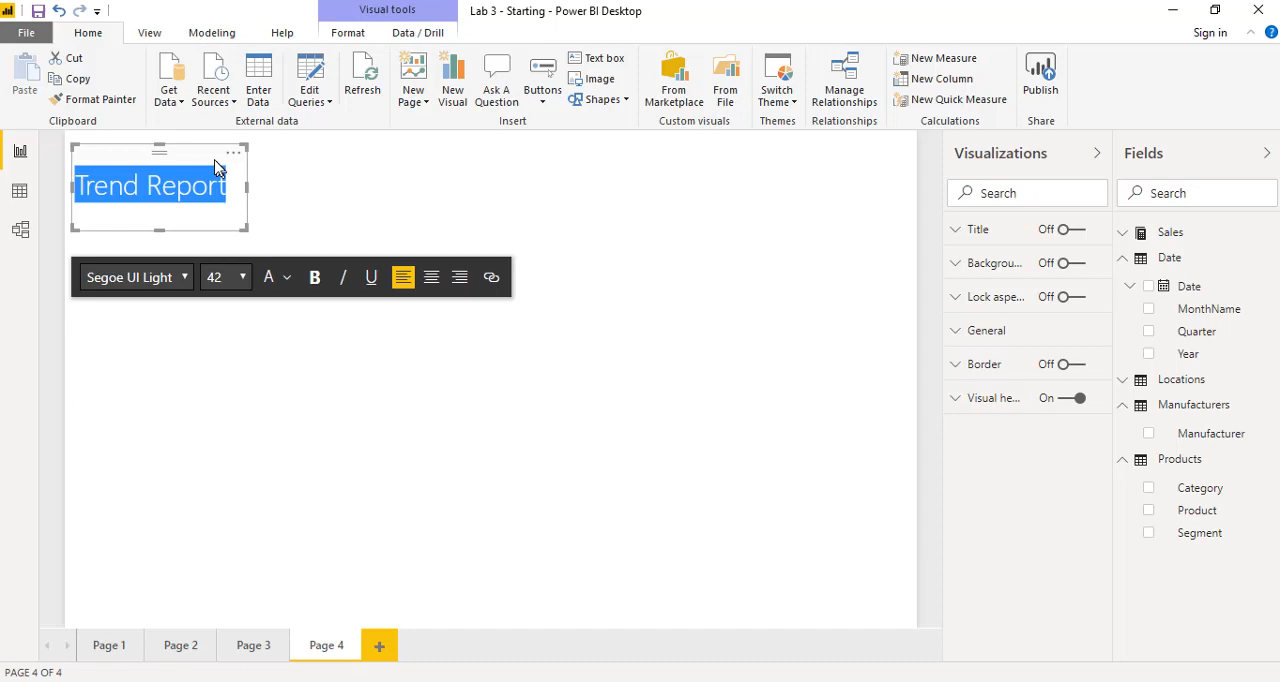 Visual tools
Lab 3 - Starting - Power BI Desktop
File
Home
View
Modeling
Help
Format
Data / Drill
Sign in
Paste
Cut
Copy
Format Painter
Clipboard
Get Data
Recent Sources
Enter Data
Edit Queries
Refresh
External data
New Page
New Visual
Ask A Question
Buttons
Text box
Image
Shapes
Insert
From Marketplace
From File
Custom visuals
Switch Theme
Themes
Manage Relationships
Relationships
New Measure
New Column
New Quick Measure
Calculations
Publish
Share
Trend Report
Segoe UI Light
42
A
B
I
U
Visualizations
Search
Title Off
Backgrou... Off
Lock aspe... Off
General
Border Off
Visual he... On
Fields
Search
Sales
Date
Date
MonthName
Quarter
Year
Locations
Manufacturers
Manufacturer
Products
Category
Product
Segment
Page 1
Page 2
Page 3
Page 4
PAGE 4 OF 4